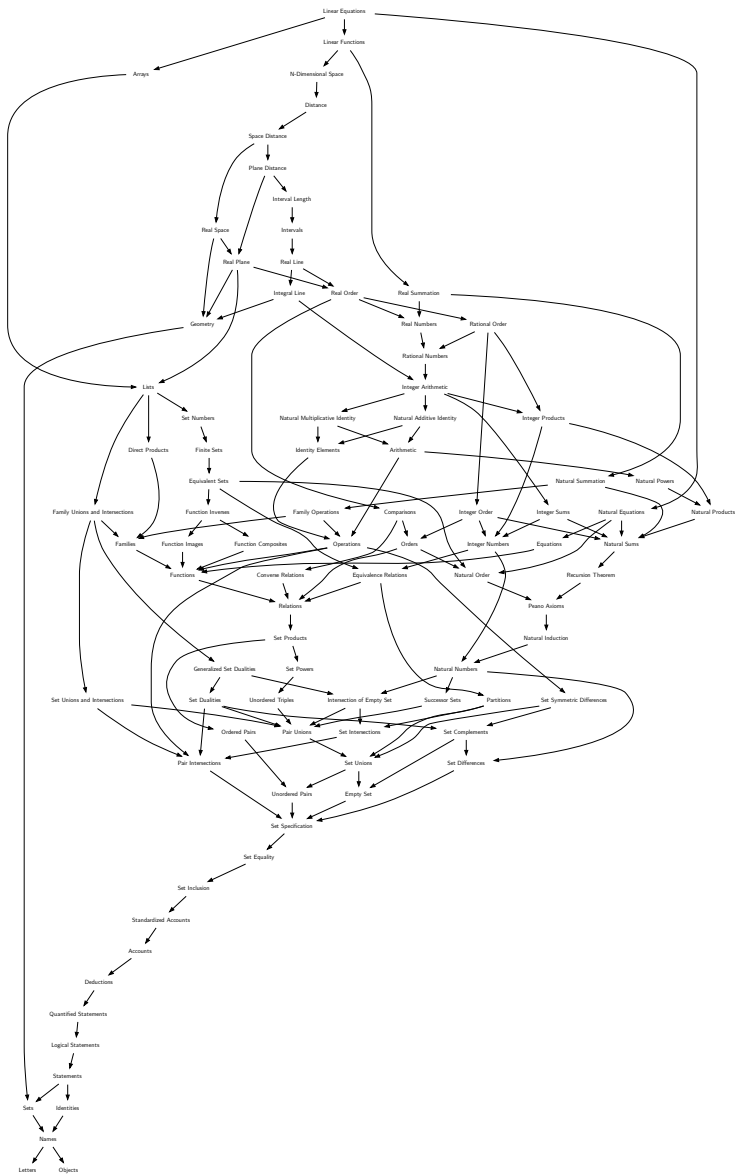 Linear Equations
Linear Functions
Arrays
N-Dimensional Space
Distance
Space Distance
Plane Distance
Interval Length
Real Space
Intervals
Real Plane
Real Line
Integral Line
Real Order
Real Summation
Geometry
Real Numbers
Rational Order
Rational Numbers
Lists
Integer Arithmetic
Set Numbers
Natural Multiplicative Identity
Natural Additive Identity
Integer Products
Direct Products
Finite Sets
Identity Elements
Arithmetic
Equivalent Sets
Natural Summation
Natural Powers
Family Unions and Intersections
Function Inverses
Family Operations
Comparisons
Integer Order
Integer Sums
Natural Equations
Natural Products
Families
Function Images
Function Composites
Operations
Orders
Integer Numbers
Equations
Natural Sums
Functions
Converse Relations
Equivalence Relations
Natural Order
Recursion Theorem
Relations
Peano Axioms
Set Products
Natural Induction
Generalized Set Dualities
Set Powers
Natural Numbers
Set Unions and Intersections
Set Dualities
Unordered Triples
Intersection of Empty Set
Successor Sets
Partitions
Set Symmetric Differences
Ordered Pairs
Pair Unions
Set Intersections
Set Complements
Pair Intersections
Set Unions
Set Differences
Unordered Pairs
Empty Set
Set Specification
Set Equality
Set Inclusion
Standardized Accounts
Accounts
Deductions
Quantified Statements
Logical Statements
Statements
Sets
Identities
Names
Letters
Objects